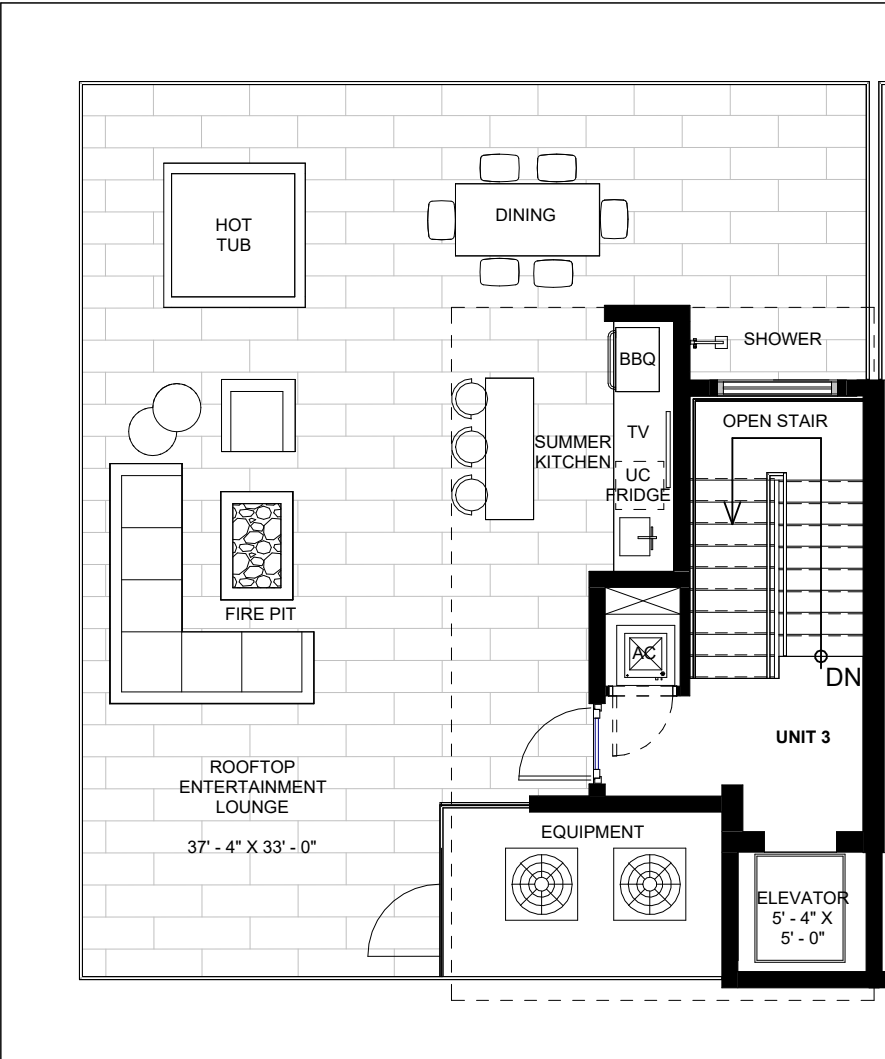 HOT
TUB
DINING
BBQ
SHOWER
TV
SUMMER
KITCHEN
UC
FRIDGE
OPEN STAIR
FIRE PIT
AC
DN
UNIT 3
ROOFTOP
ENTERTAINMENT
LOUNGE
37' - 4" X 33' - 0"
EQUIPMENT
ELEVATOR
5' - 4" X
5' - 0"